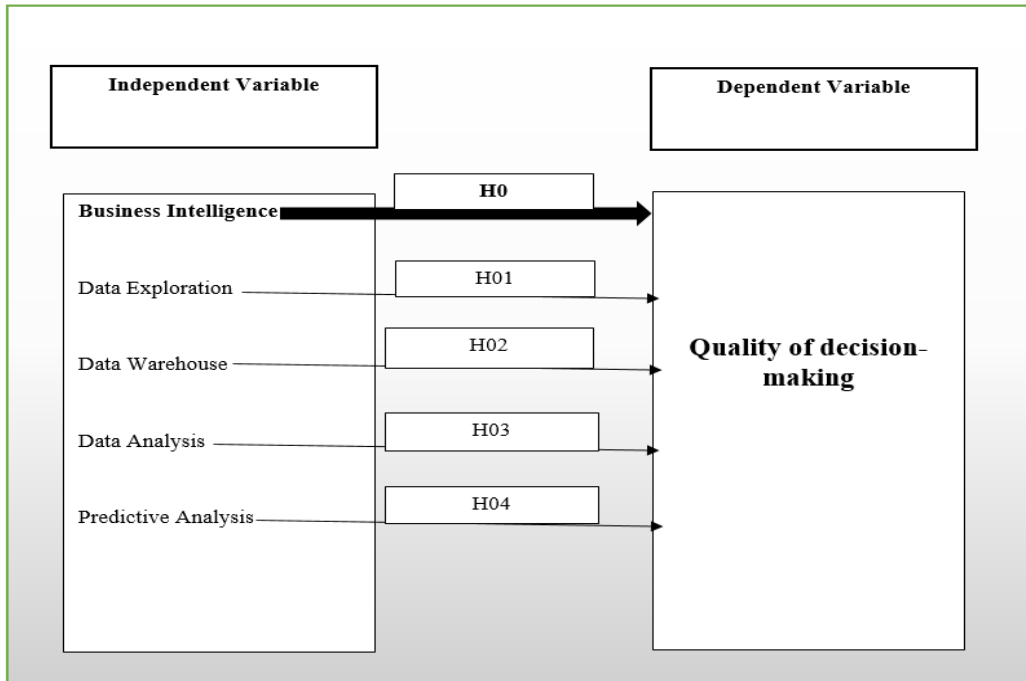 Independent Variable
Dependent Variable
H0
Business Intelligence
H01
Data Exploration
H02
Data Warehouse
Quality of decision-
making
H03
Data Analysis
H04
Predictive Analysis